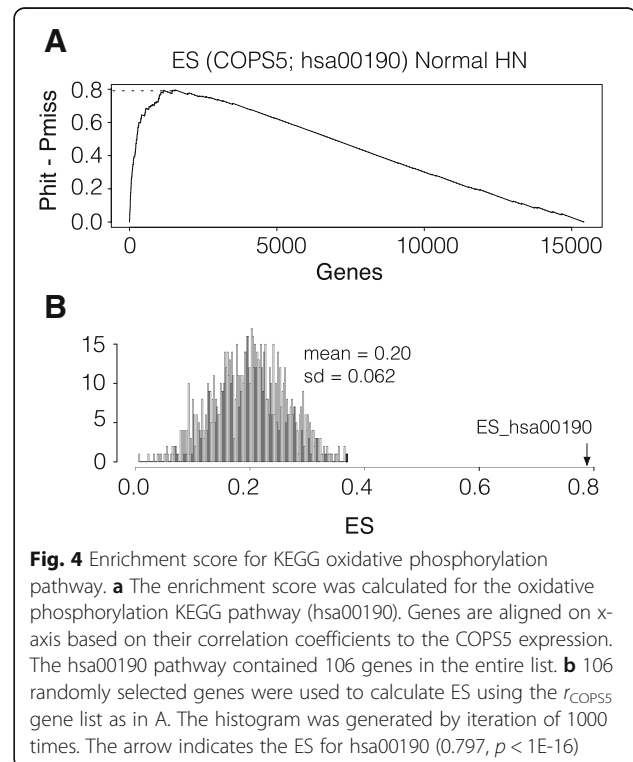 A
ES (COPS5; hsa00190) Normal HN
Phit - Pmiss
0.8
0.6
0.4
0.2
0.0
0 5000 10000 15000
Genes
B
15
10
5
0
mean = 0.20
sd = 0.062
ES_hsa00190
0.0 0.2 0.4 0.6 0.8
ES
Fig. 4 Enrichment score for KEGG oxidative phosphorylation
pathway. a The enrichment score was calculated for the oxidative
phosphorylation KEGG pathway (hsa00190). Genes are aligned on x-
axis based on their correlation coefficients to the COPS5 expression.
The hsa00190 pathway contained 106 genes in the entire list. b 106
randomly selected genes were used to calculate ES using the rCOPS5
gene list as in A. The histogram was generated by iteration of 1000
times. The arrow indicates the ES for hsa00190 (0.797, p < 1E-16)